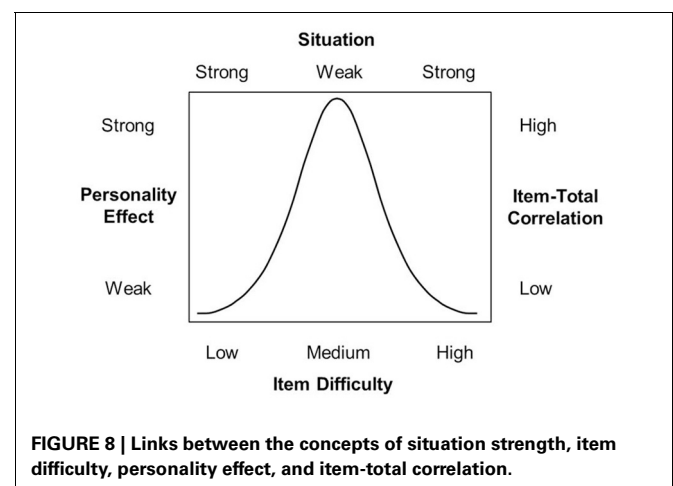 Situation
Strong Weak Strong
Strong High
Personality Effect
Item-Total Correlation
Weak Low
Low Medium High
Item Difficulty
FIGURE 8 | Links between the concepts of situation strength, item
difficulty, personality effect, and item-total correlation.